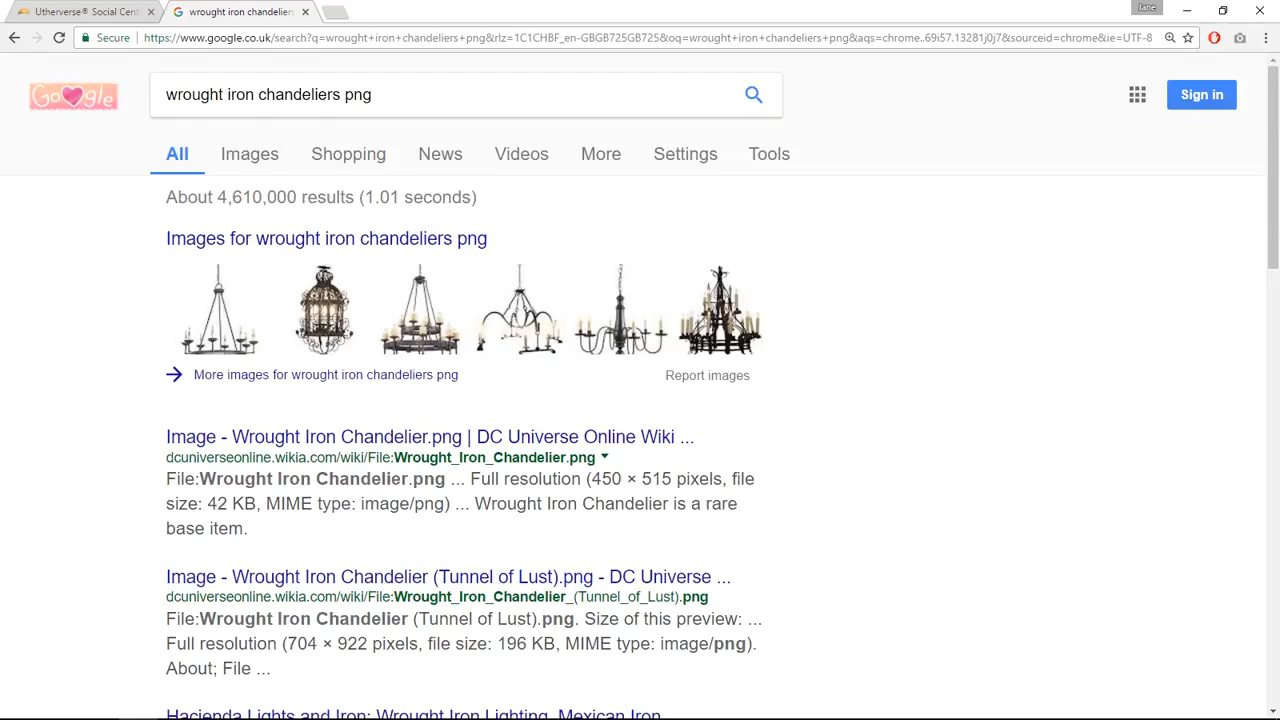 Utherverse® Social Cent
wrought iron chandeliers
Jane
Secure
https://www.google.co.uk/search?q=wrought+iron+chandeliers+png&rlz=1C1CHBF_en-GBGB725GB725&oq=wrought+iron+chandeliers+png&aqs=chrome..69i57.13281j0j7&sourceid=chrome&ie=UTF-8
Google
wrought iron chandeliers png
Sign in
All Images Shopping News Videos More Settings Tools
About 4,610,000 results (1.01 seconds)
Images for wrought iron chandeliers png
More images for wrought iron chandeliers png
Report images
Image - Wrought Iron Chandelier.png | DC Universe Online Wiki ...
dcuniverseonline.wikia.com/wiki/File:Wrought_Iron_Chandelier.png
File:Wrought Iron Chandelier.png ... Full resolution (450 × 515 pixels, file
size: 42 KB, MIME type: image/png) ... Wrought Iron Chandelier is a rare
base item.
Image - Wrought Iron Chandelier (Tunnel of Lust).png - DC Universe ...
dcuniverseonline.wikia.com/wiki/File:Wrought_Iron_Chandelier_(Tunnel_of_Lust).png
File:Wrought Iron Chandelier (Tunnel of Lust).png. Size of this preview: ...
Full resolution (704 × 922 pixels, file size: 196 KB, MIME type: image/png).
About; File ...
Hacienda Lights and Iron: Wrought Iron Lighting, Mexican Iron